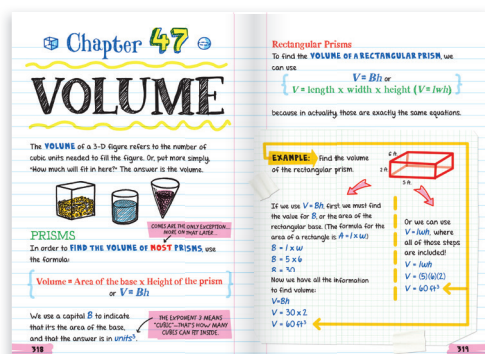 Chapter 47
VOLUME
The VOLUME of a 3-D figure refers to the number of
cubic units needed to fill the figure. Or, put more simply,
"How much will fit in here?" The answer is the volume.
PRISMS
CONES ARE THE ONLY EXCEPTION...
MORE ON THAT LATER...
In order to FIND THE VOLUME OF MOST PRISMS, use
the formula:
Volume = Area of the base x Height of the prism
or V = Bh
We use a capital B to indicate
that it's the area of the base,
and that the answer is in units³.
THE EXPONENT 3 MEANS
"CUBIC"—THAT'S HOW MANY
CUBES CAN FIT INSIDE.
318
Rectangular Prisms
To find the VOLUME OF A RECTANGULAR PRISM, we
can use
V = Bh or
V = length x width x height (V = lwh)
because in actuality those are exactly the same equations.
EXAMPLE: Find the volume
of the rectangular prism.
6 ft.
2 ft.
5 ft.
If we use V = Bh, first we must find
the value for B, or the area of the
rectangular base. (The formula for the
area of a rectangle is A = l x w)
B = l x w
B = 5 x 6
B = 30
Now we have all the information
to find volume:
V=Bh
V = 30 x 2
V = 60 ft³
Or we can use
V = lwh, where
all of those steps
are included!
V = lwh
V = (5)(6)(2)
V = 60 ft³
319